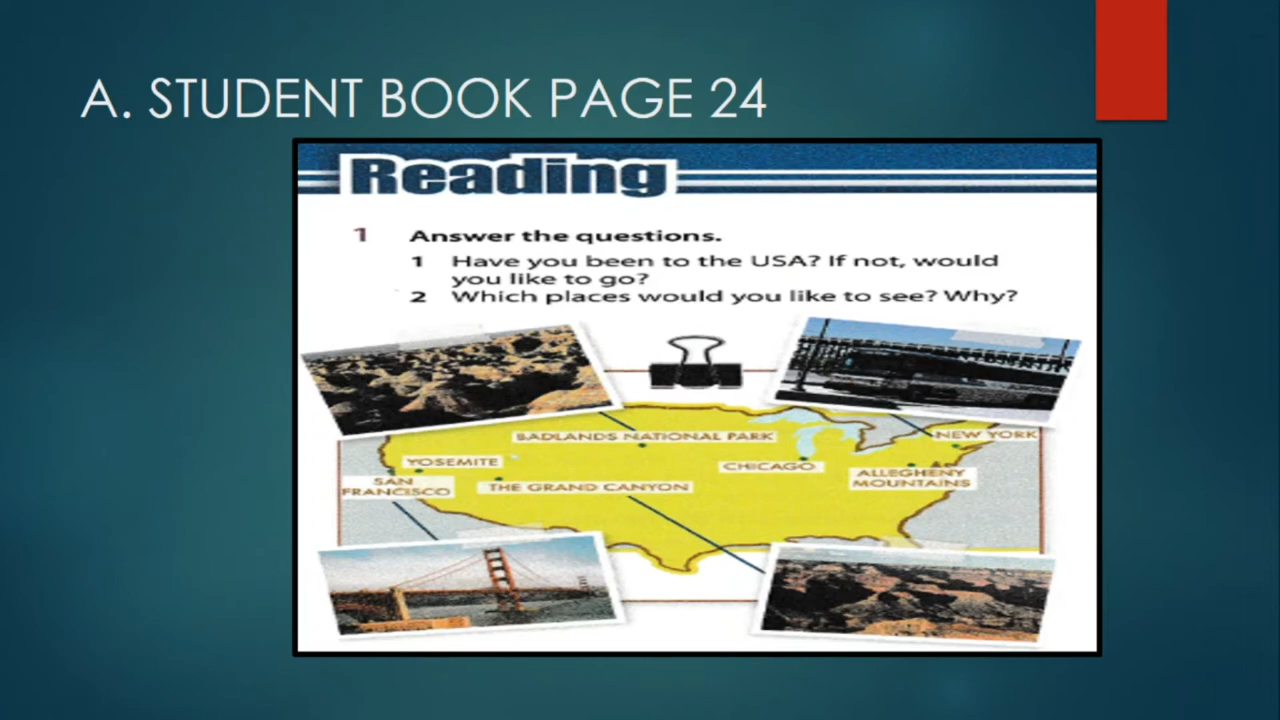 A. STUDENT BOOK PAGE 24
Reading
1 Answer the questions.
1 Have you been to the USA? If not, would
you like to go?
2 Which places would you like to see? Why?
BADLANDS NATIONAL PARK
NEW YORK
YOSEMITE
CHICAGO
ALLEGHENY
MOUNTAINS
SAN
FRANCISCO
THE GRAND CANYON